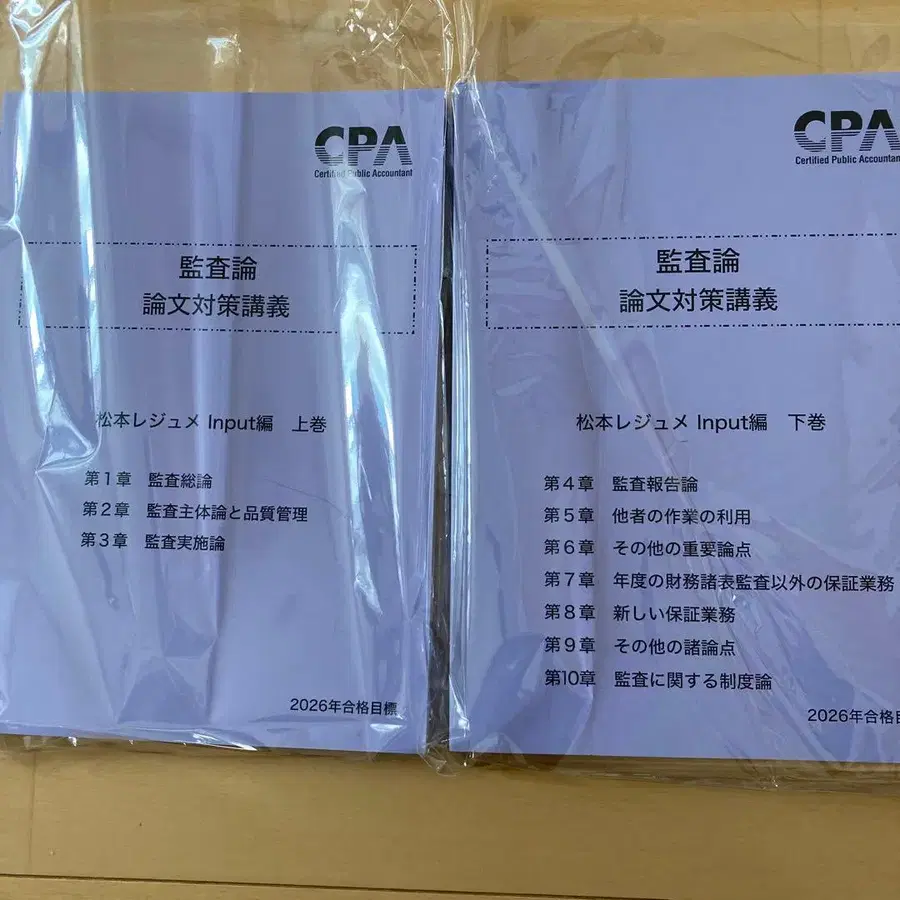 CPA
Certified Public Accountant
監査論
論文対策講義
松本レジュメ Input編 上巻
第1章 監査総論
第2章 監査主体論と品質管理
第3章 監査実施論
2026年合格目標
CPA
Certified Public Accountan
監査論
論文対策講義
松本レジュメ Input編 下巻
第4章 監査報告論
第5章 他者の作業の利用
第6章 その他の重要論点
第7章 年度の財務諸表監査以外の保証業務
第8章 新しい保証業務
第9章 その他の諸論点
第10章 監査に関する制度論
2026年合格